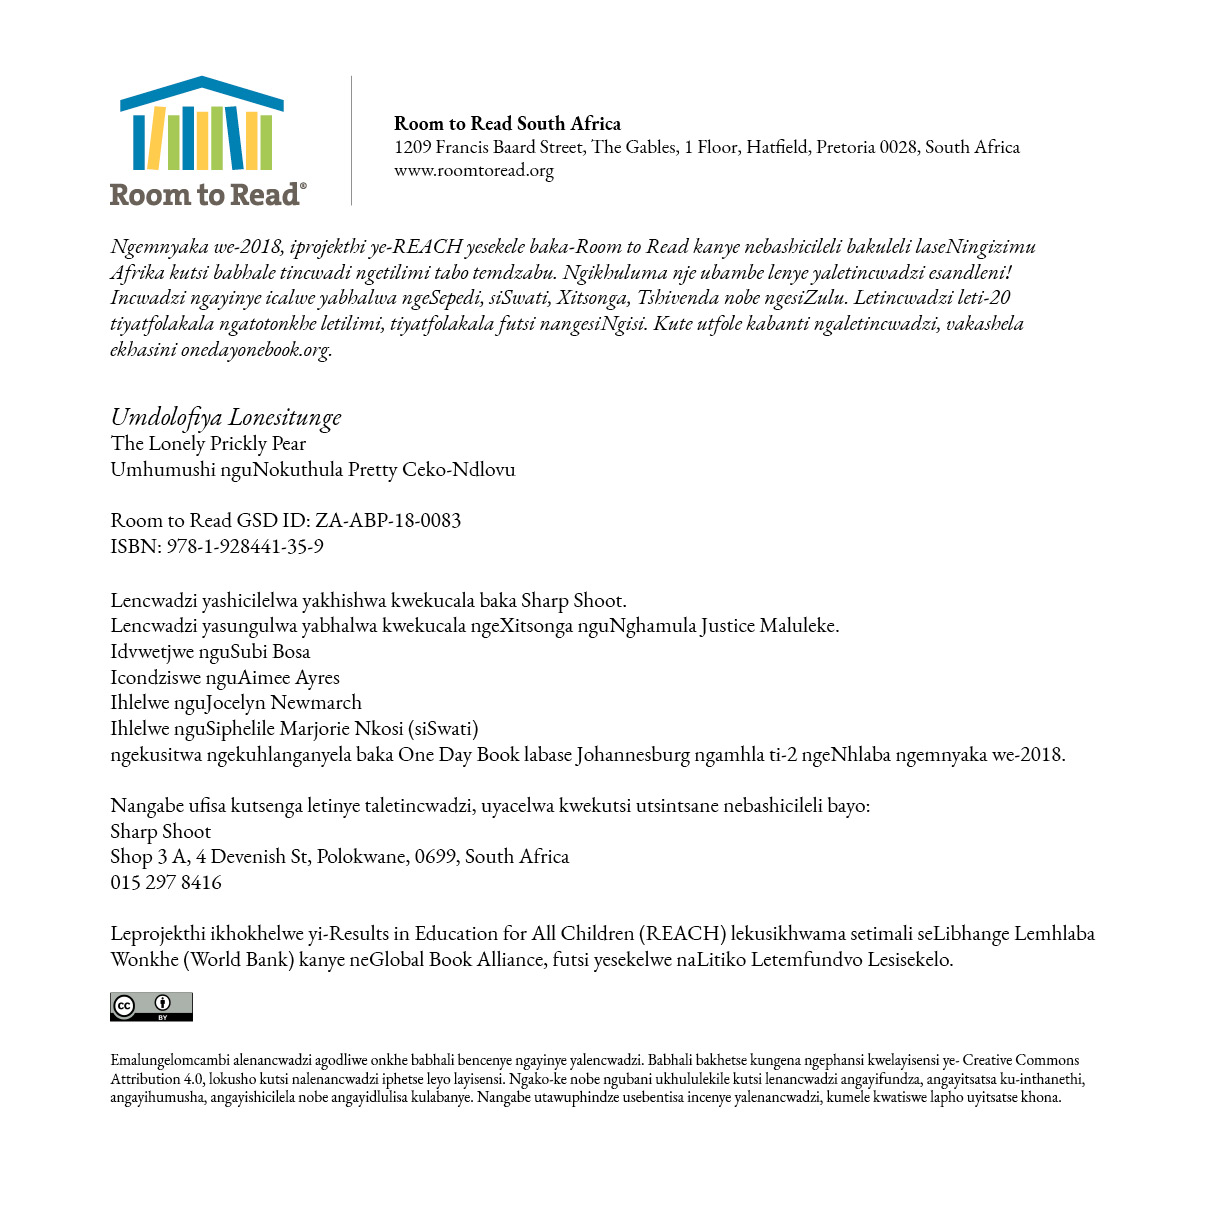 Room to Read®
Room to Read South Africa
1209 Francis Baard Street, The Gables, 1 Floor, Hatfield, Pretoria 0028, South Africa
www.roomtoread.org
Ngemnyaka we-2018, iprojekthi ye-REACH yesekele baka-Room to Read kanye nebashicileli bakuleli laseNingizimu
Afrika kutsi babhale tincwadi ngetilimi tabo temdzabu. Ngikhuluma nje ubambe lenye yaletincwadzi esandleni!
Incwadzi ngayinye icalwe yabhalwa ngeSepedi, siSwati, Xitsonga, Tshivenda nobe ngesiZulu. Letincwadzi leti-20
tiyatfolakala ngatotonkhe letilimi, tiyatfolakala futsi nangesiNgisi. Kute utfole kabanti ngaletincwadzi, vakashela
ekhasini onedayonebook.org.
Umdolofiya Lonesitunge
The Lonely Prickly Pear
Umhumushi nguNokuthula Pretty Ceko-Ndlovu
Room to Read GSD ID: ZA-ABP-18-0083
ISBN: 978-1-928441-35-9
Lencwadzi yashicilelwa yakhishwa kwekucala baka Sharp Shoot.
Lencwadzi yasungulwa yabhalwa kwekucala ngeXitsonga nguNghamula Justice Maluleke.
Idvwetjwe nguSubi Bosa
Icondziswe nguAimee Ayres
Ihlelwe nguJocelyn Newmarch
Ihlelwe nguSiphelile Marjorie Nkosi (siSwati)
ngekusitwa ngekuhlanganyela baka One Day Book labase Johannesburg ngamhla ti-2 ngeNhlaba ngemnyaka we-2018.
Nangabe ufisa kutsenga letinye taletincwadzi, uyacelwa kwekutsi utsintsane nebashicileli bayo:
Sharp Shoot
Shop 3 A, 4 Devenish St, Polokwane, 0699, South Africa
015 297 8416
Leprojekthi ikhokhelwe yi-Results in Education for All Children (REACH) lekusikhwama setimali seLibhange Lemhlaba
Wonkhe (World Bank) kanye neGlobal Book Alliance, futsi yesekelwe naLitiko Letemfundvo Lesisekelo.
cc BY
Emalungelomcambi alenancwadzi agodliwe onkhe babhali bencenye ngayinye yalencwadzi. Babhali bakhetse kungena ngephansi kwelayisensi ye- Creative Commons
Attribution 4.0, lokusho kutsi nalenancwadzi iphetse leyo layisensi. Ngako-ke nobe ngubani ukhululekile kutsi lenancwadzi angayifundza, angayitsatsa ku-inthanethi,
angayihumusha, angayishicilela nobe angayidlulisa kulabanye. Nangabe utawuphindze usebentisa incenye yalenancwadzi, kumele kwatiswe lapho uyitsatse khona.